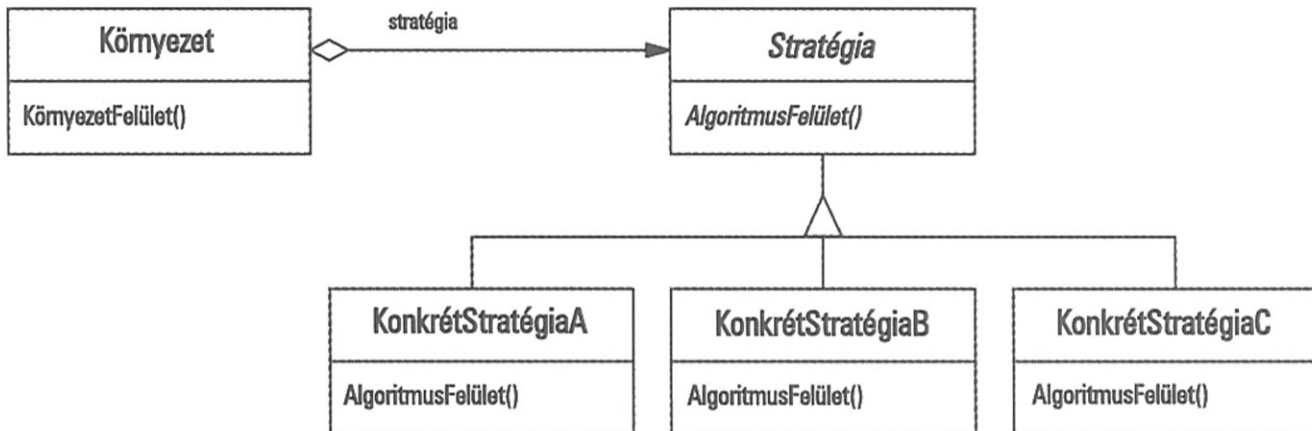 Környezet
stratégia
Stratégia
KörnyezetFelület()
AlgoritmusFelület()
KonkrétStratégiaA
KonkrétStratégiaB
KonkrétStratégiaC
AlgoritmusFelület()
AlgoritmusFelület()
AlgoritmusFelület()